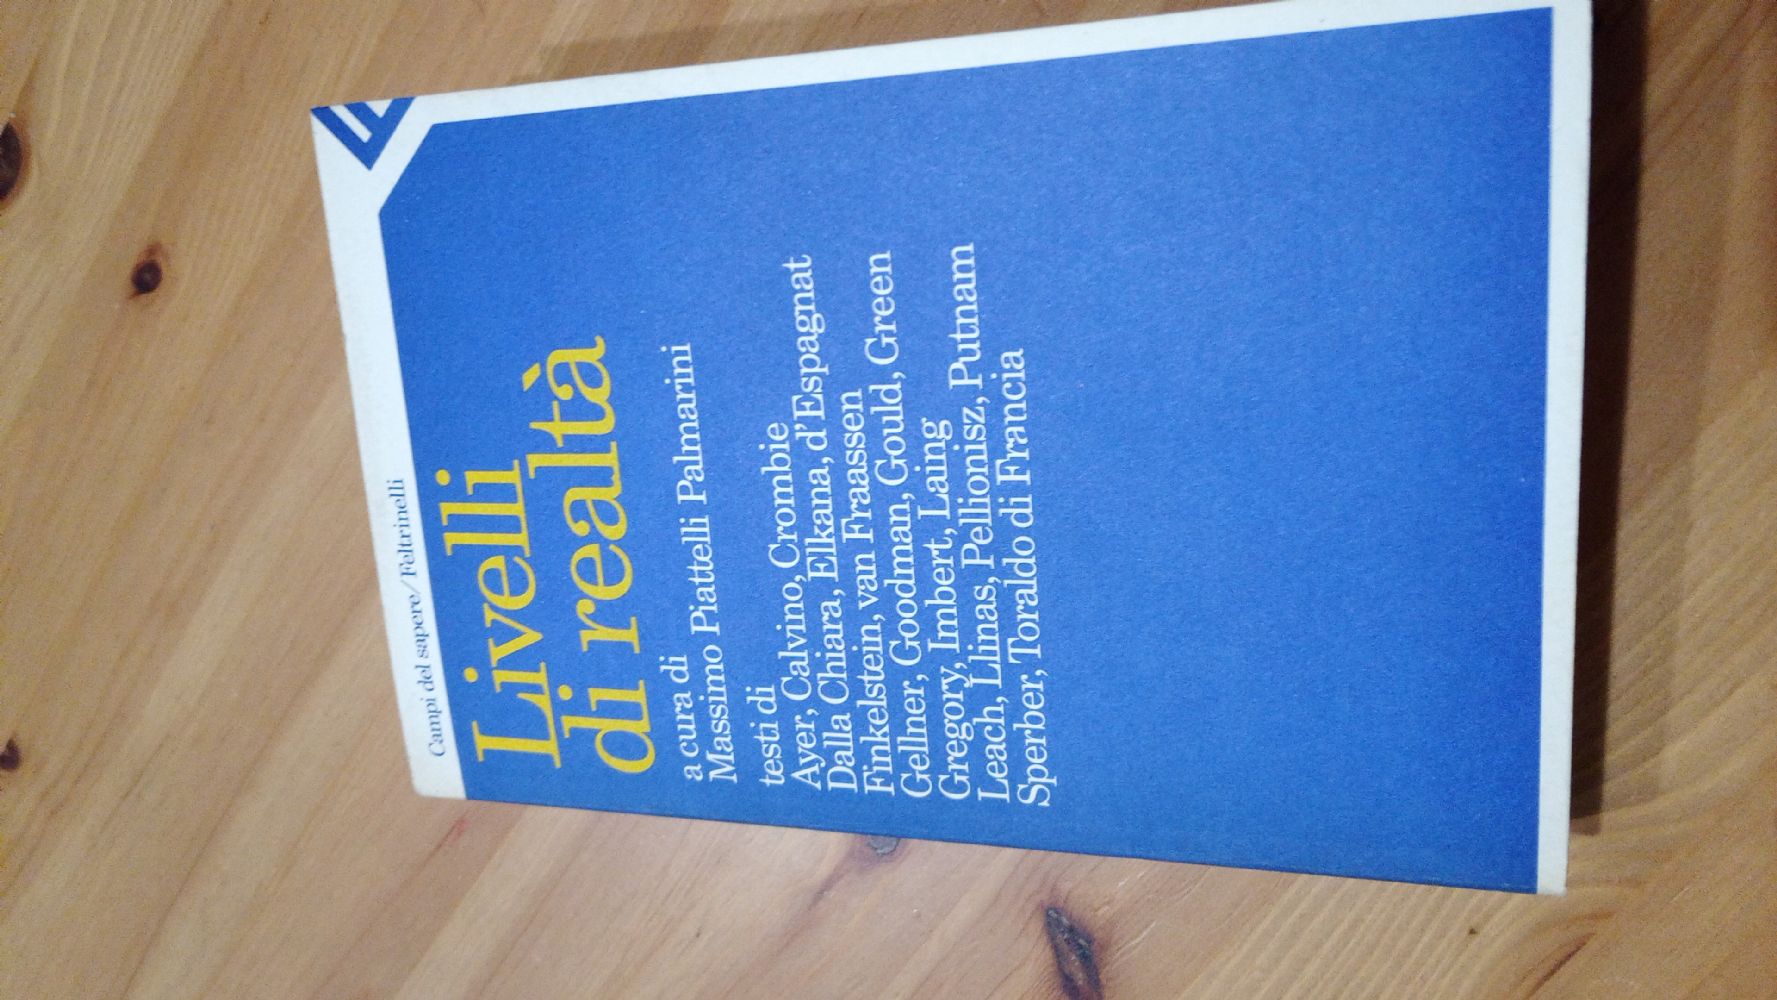 Campi del sapere/Feltrinelli
Livelli
di realtà
a cura di
Massimo Piattelli Palmarini
testi di
Ayer, Calvino, Crombie
Dalla Chiara, Elkana, d'Espagnat
Finkelstein, van Fraassen
Gellner, Goodman, Gould, Green
Gregory, Imbert, Laing
Leach, Llinas, Pellionisz, Putnam
Sperber, Toraldo di Francia